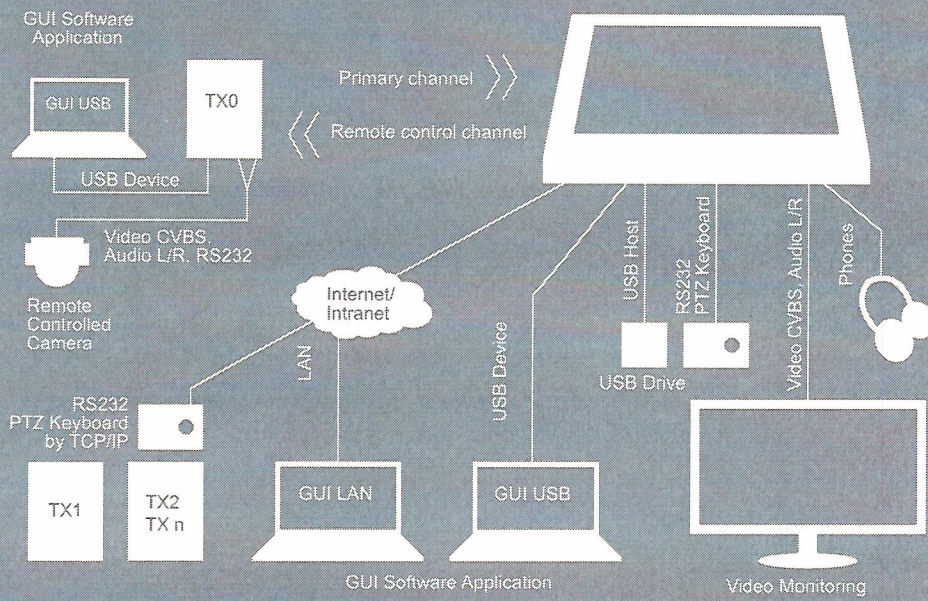 GUI Software
Application
GUI USB
TX0
Primary channel
Remote control channel
USB Device
Video CVBS,
Audio L/R, RS232
Remote
Controlled
Camera
Internet/
Intranet
LAN
USB Device
USB Host
RS232
PTZ Keyboard
Video CVBS, Audio L/R
Phones
USB Drive
RS232
PTZ Keyboard
by TCP/IP
TX1
TX2
TX n
GUI LAN
GUI USB
GUI Software Application
Video Monitoring